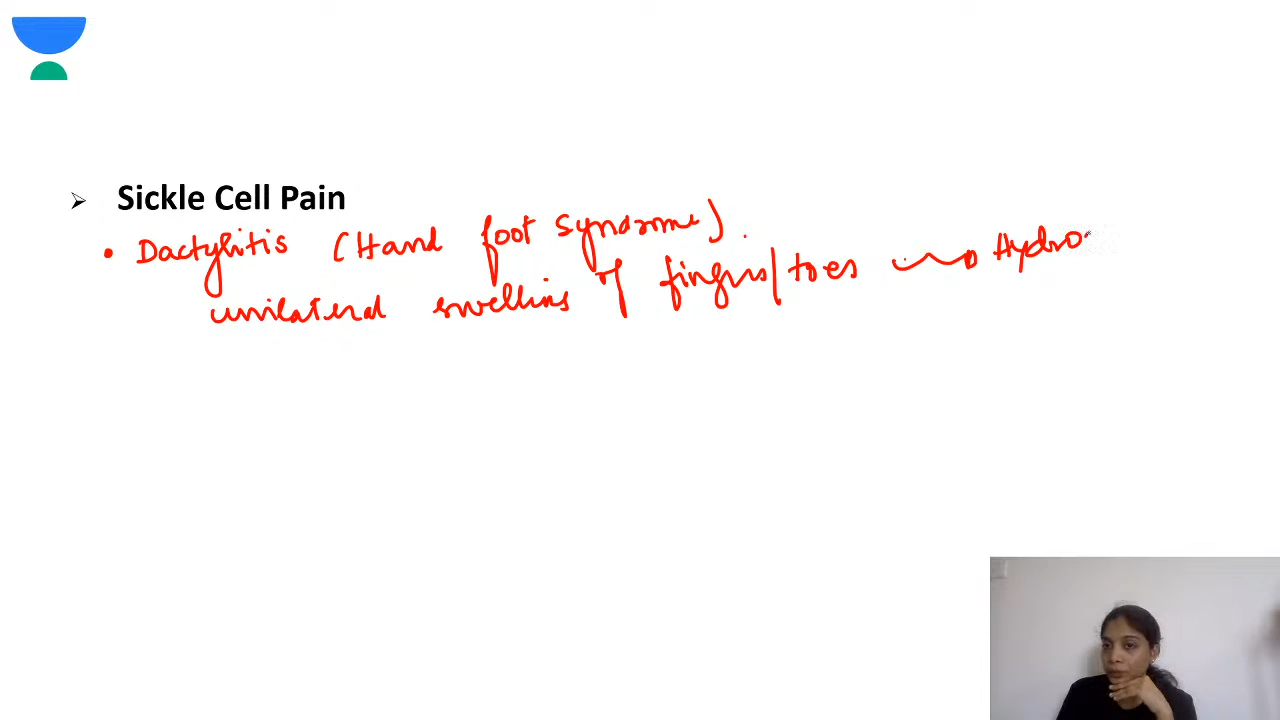 Sickle Cell Pain
Dactylitis (Hand foot syndrome).
unilateral swelling of fingers/toes Hydro